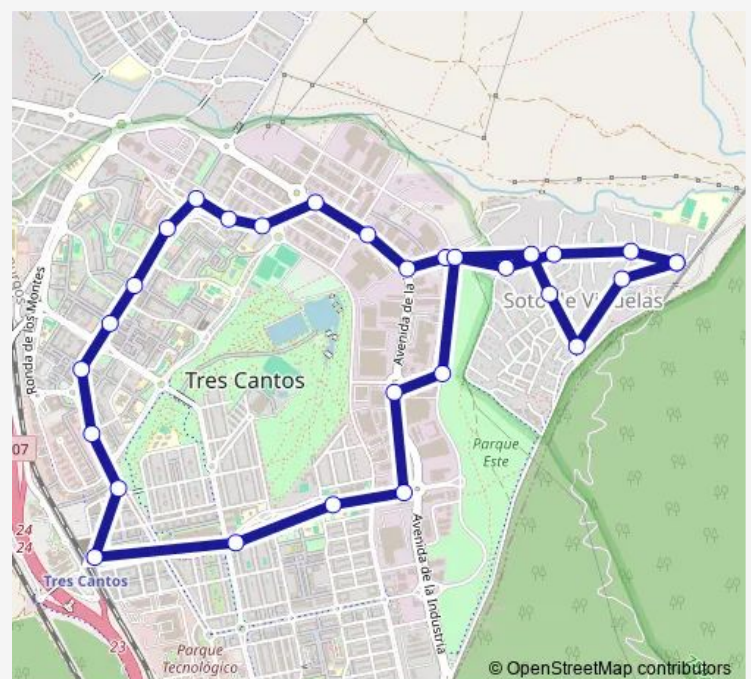 Ronda de los Montes
Burgos
Avenida de la
Soto de Viñuelas
Tres Cantos
07
Parque
Este
24
24
Tres Cantos
23
Avenida de la Industria
Parque
Tecnológico
© OpenStreetMap contributors